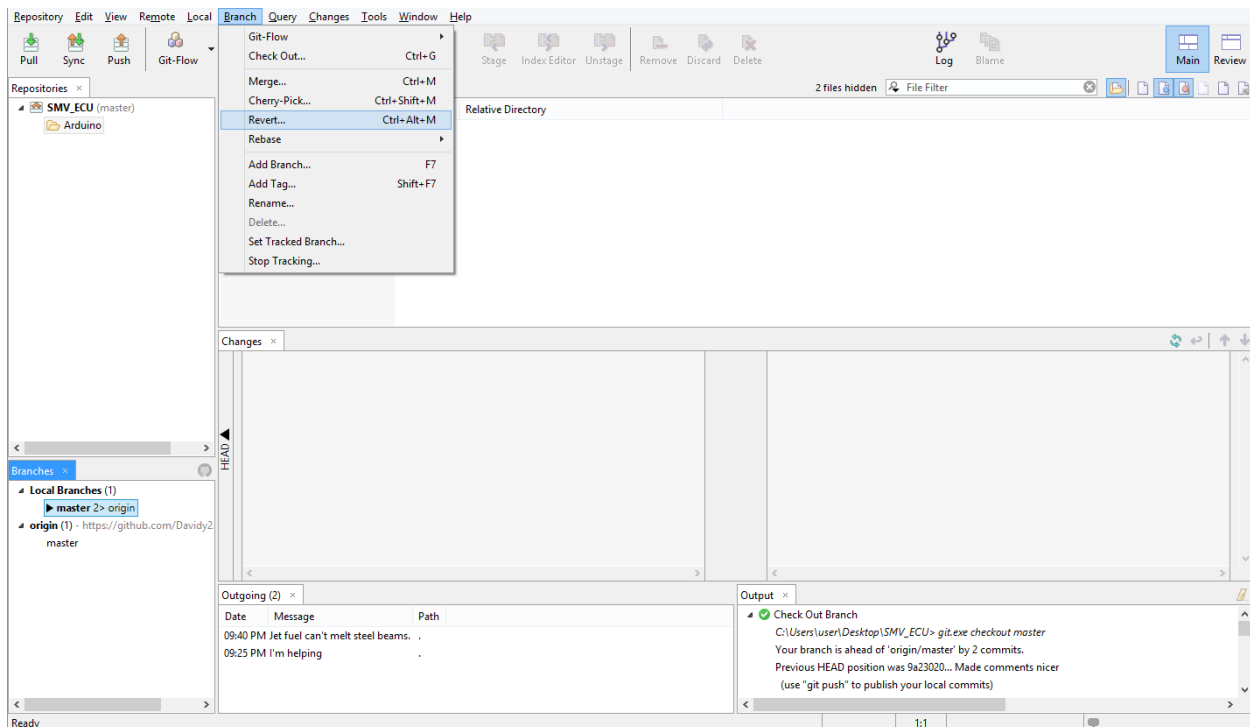 Repository Edit View Remote Local Branch Query Changes Tools Window Help
Pull Sync Push Git-Flow
Stage Index Editor Unstage Remove Discard Delete
Log Blame
Main Review
Git-Flow
Check Out... Ctrl+G
Merge... Ctrl+M
Cherry-Pick... Ctrl+Shift+M
Revert... Ctrl+Alt+M
Rebase
Add Branch... F7
Add Tag... Shift+F7
Rename...
Delete...
Set Tracked Branch...
Stop Tracking...
Repositories
SMV_ECU (master)
Arduino
2 files hidden File Filter
Relative Directory
Changes
HEAD
Branches
Local Branches (1)
master 2> origin
origin (1) - https://github.com/Davidy2
master
Outgoing (2)
Date Message Path
09:40 PM Jet fuel can't melt steel beams. .
09:25 PM I'm helping .
Output
Check Out Branch
C:\Users\user\Desktop\SMV_ECU> git.exe checkout master
Your branch is ahead of 'origin/master' by 2 commits.
Previous HEAD position was 9a23020... Made comments nicer
(use "git push" to publish your local commits)
Ready
1:1